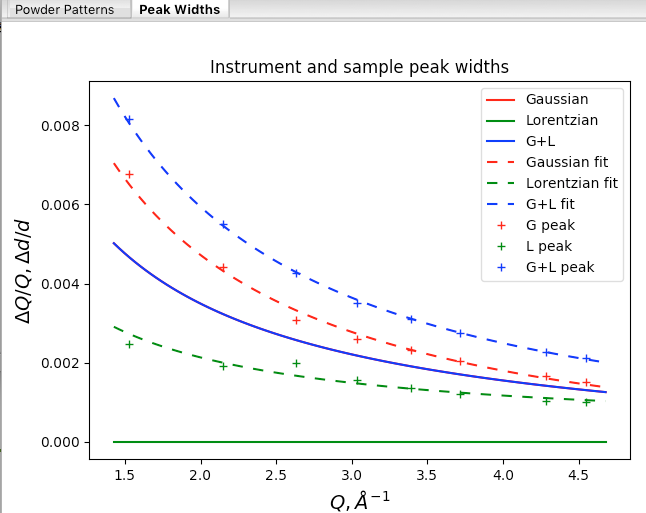 Powder Patterns Peak Widths
Instrument and sample peak widths
Gaussian
Lorentzian
G+L
Gaussian fit
Lorentzian fit
G+L fit
G peak
L peak
G+L peak
0.008
0.006
0.004
0.002
0.000
ΔQ/Q, Δd/d
1.5 2.0 2.5 3.0 3.5 4.0 4.5
Q, Å⁻¹